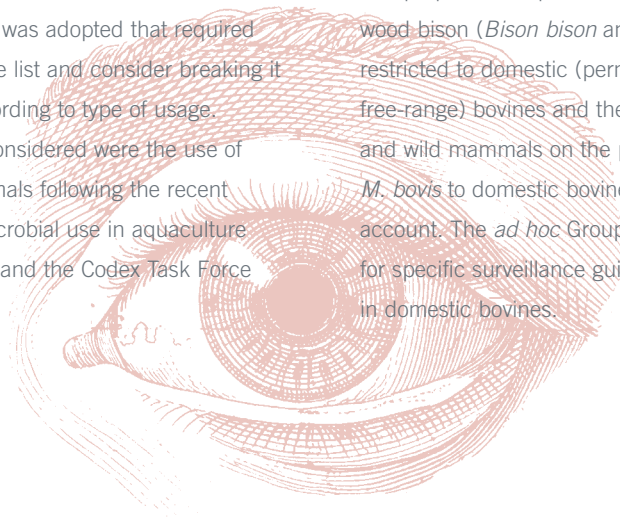 was adopted that required
e list and consider breaking it
ording to type of usage.
onsidered were the use of
nals following the recent
crobial use in aquaculture
and the Codex Task Force
wood bison (Bison bison a
restricted to domestic (perr
free-range) bovines and the
and wild mammals on the p
M. bovis to domestic bovine
account. The ad hoc Group
for specific surveillance gui
in domestic bovines.